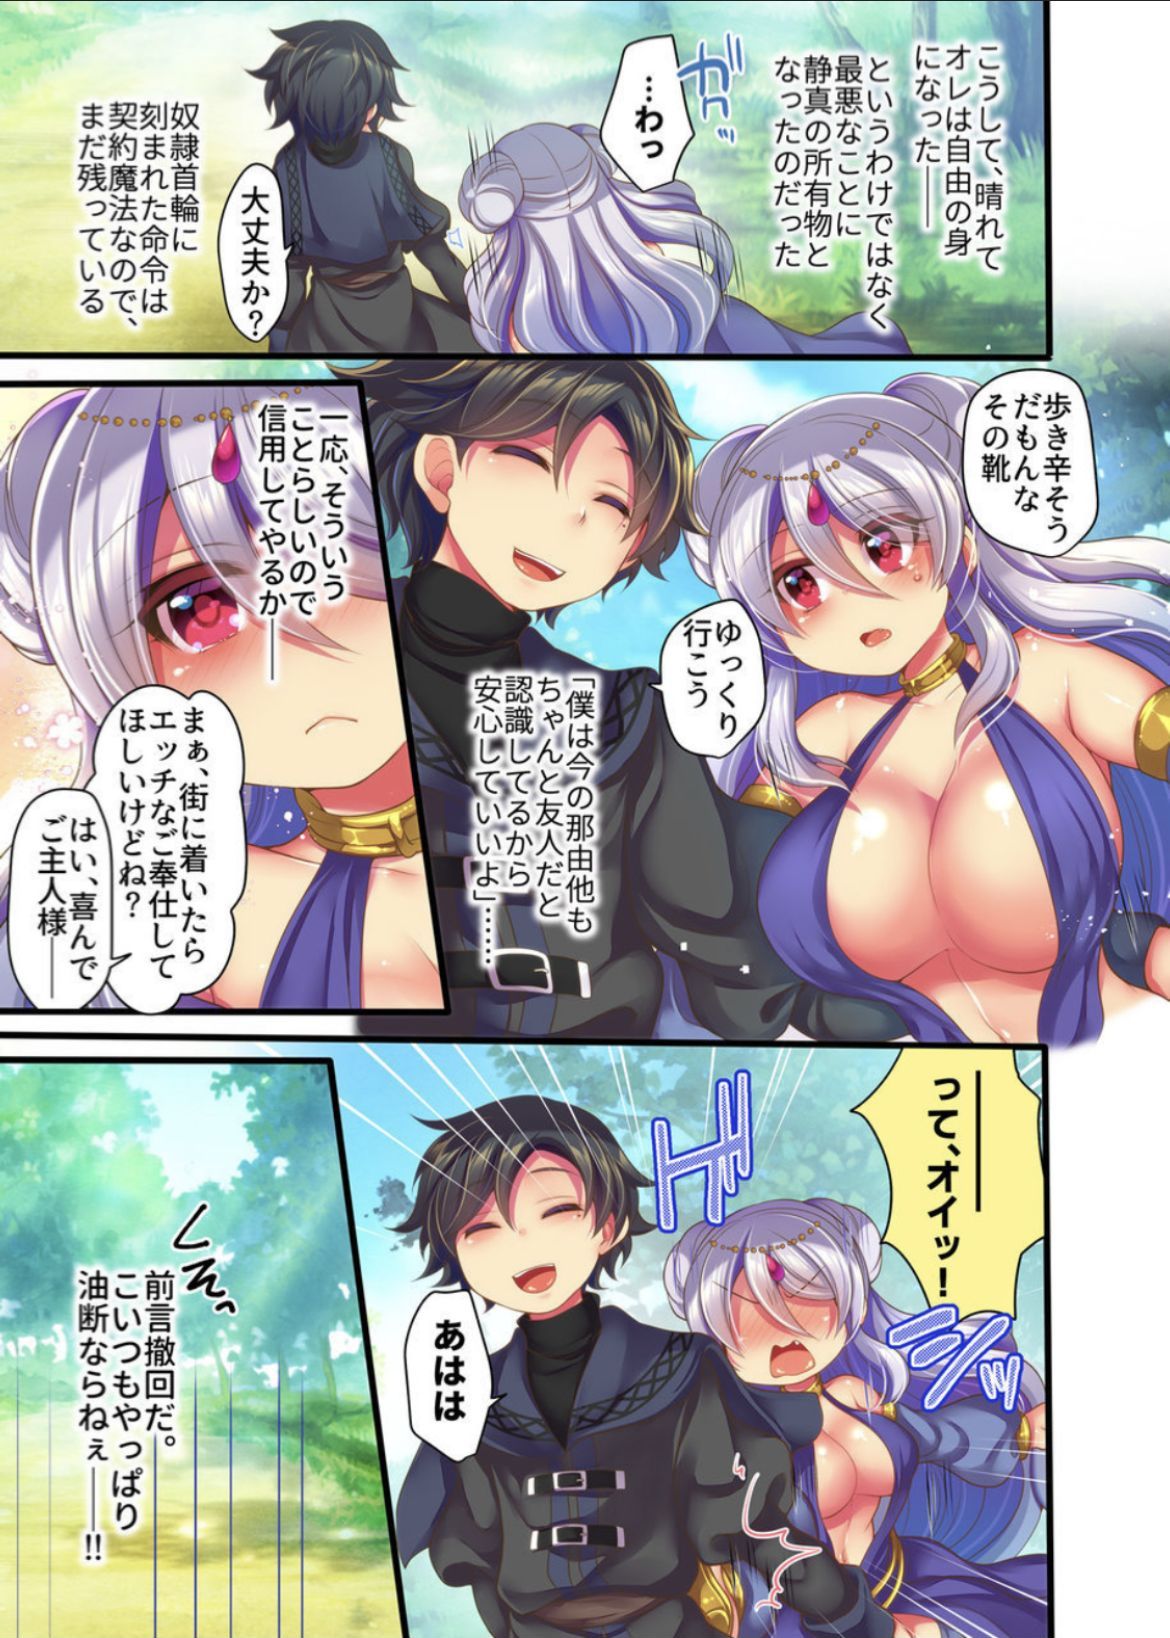 こうして、晴れて
オレは自由の身
になった――
というわけではなく
最悪なことに
静真の所有物と
なったのだった
ガクッ
…わっ
大丈夫か?
奴隷首輪に
刻まれた命令は
契約魔法なので、
まだ残っている
歩き辛そう
だもんな
その靴
ゆっくり
行こう
「僕は今の那由他も
ちゃんと友人だと
認識してるから
安心していいよ」……
一応、そういう
ことらしいので
信用してやるか――
まぁ、街に着いたら
エッチなご奉仕して
ほしいけどね?
はい、喜んで
ご主人様――
――って、オイッ!
ビシッ
あはは
くそぅ
前言撤回だ。
こいつもやっぱり
油断ならねぇ――!!